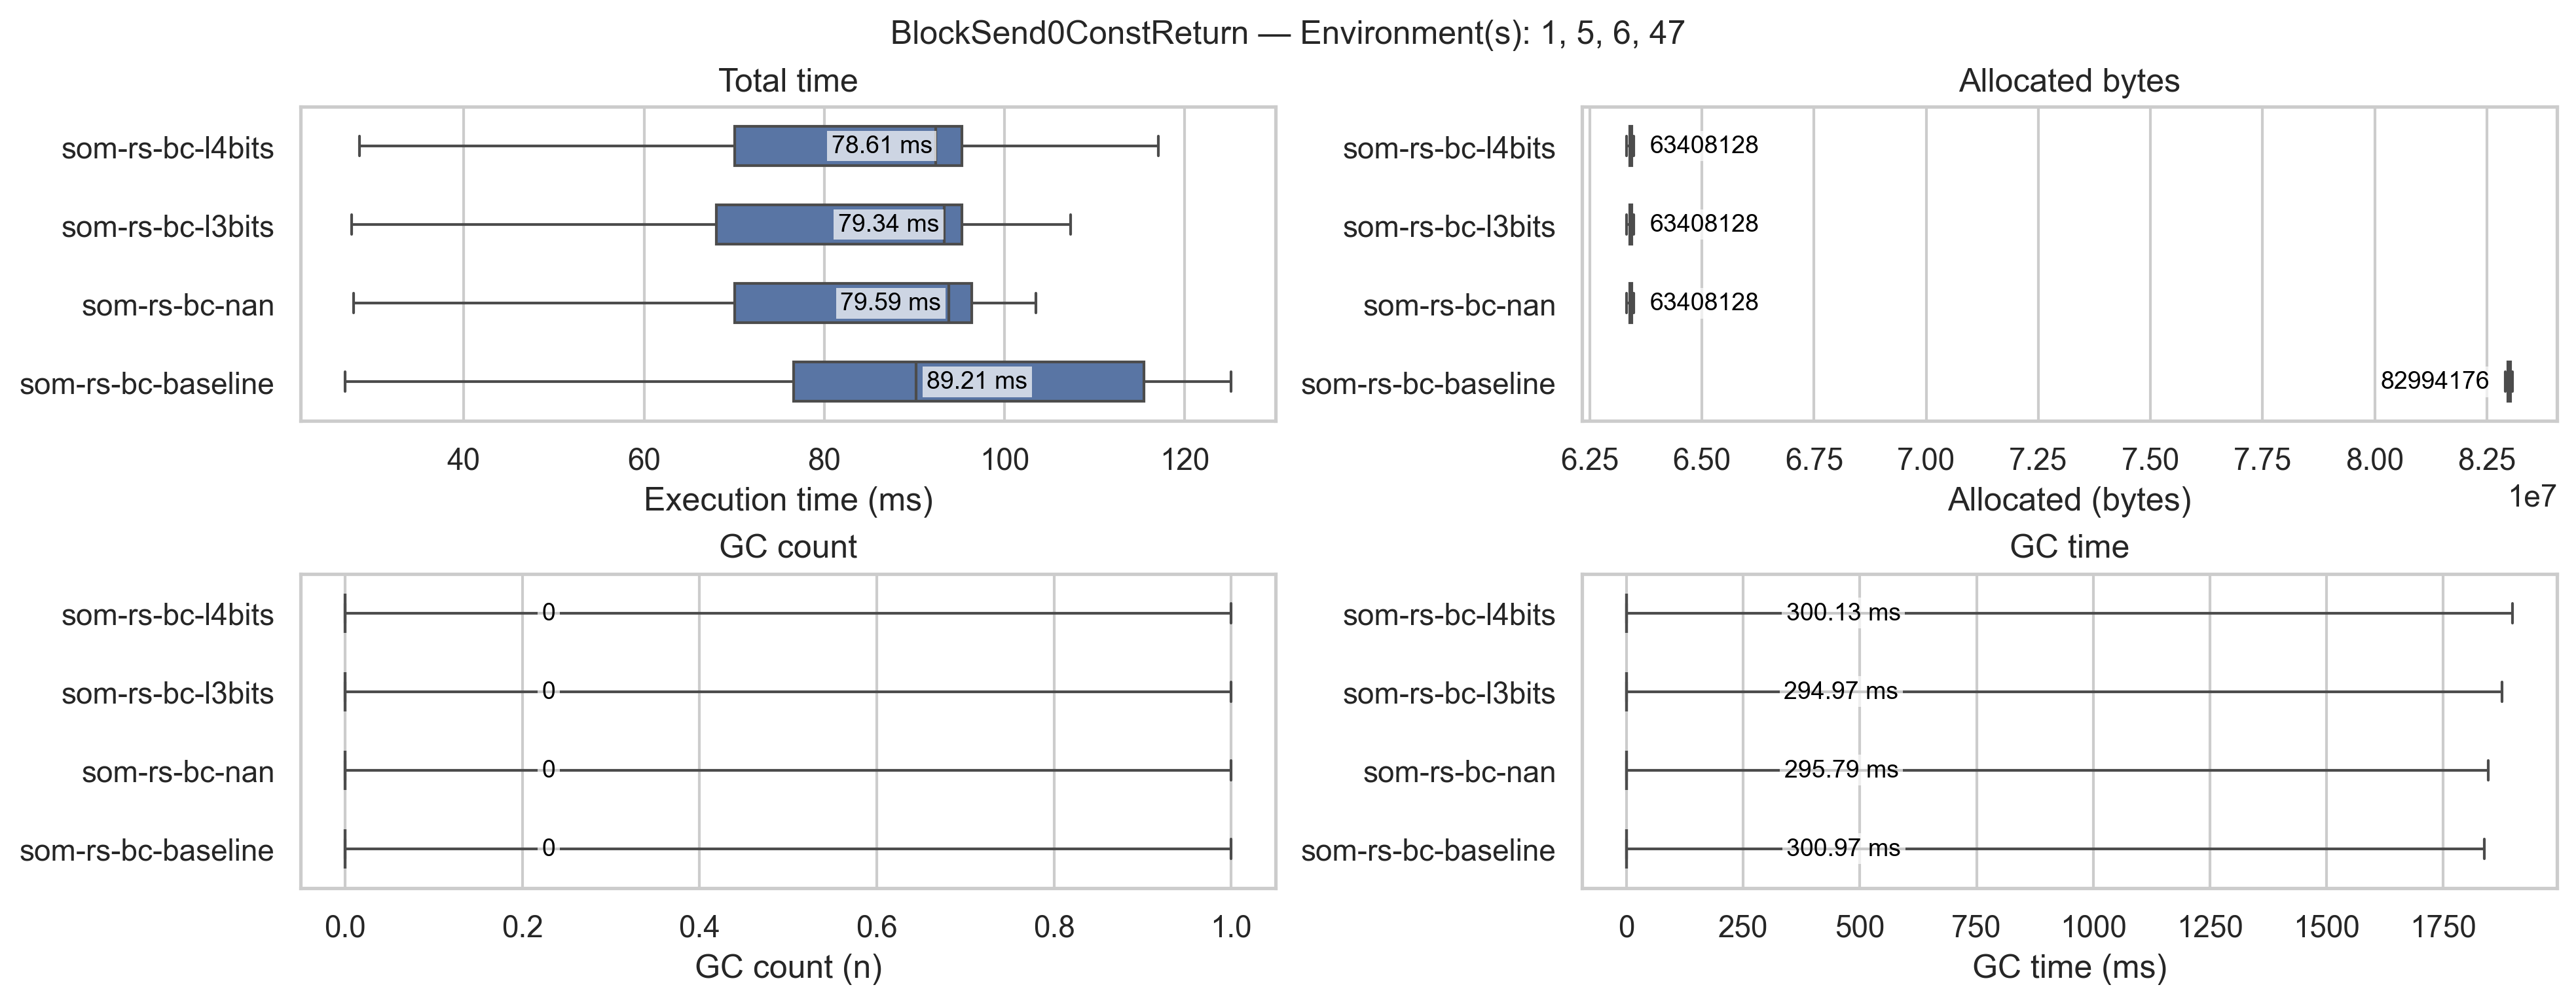 BlockSend0ConstReturn — Environment(s): 1, 5, 6, 47
Total time
som-rs-bc-l4bits
78.61 ms
som-rs-bc-l3bits
79.34 ms
som-rs-bc-nan
79.59 ms
som-rs-bc-baseline
89.21 ms
40 60 80 100 120
Execution time (ms)
Allocated bytes
som-rs-bc-l4bits
63408128
som-rs-bc-l3bits
63408128
som-rs-bc-nan
63408128
som-rs-bc-baseline
82994176
6.25 6.50 6.75 7.00 7.25 7.50 7.75 8.00 8.25
1e7
Allocated (bytes)
GC count
som-rs-bc-l4bits
0
som-rs-bc-l3bits
0
som-rs-bc-nan
0
som-rs-bc-baseline
0
0.0 0.2 0.4 0.6 0.8 1.0
GC count (n)
GC time
som-rs-bc-l4bits
300.13 ms
som-rs-bc-l3bits
294.97 ms
som-rs-bc-nan
295.79 ms
som-rs-bc-baseline
300.97 ms
0 250 500 750 1000 1250 1500 1750
GC time (ms)